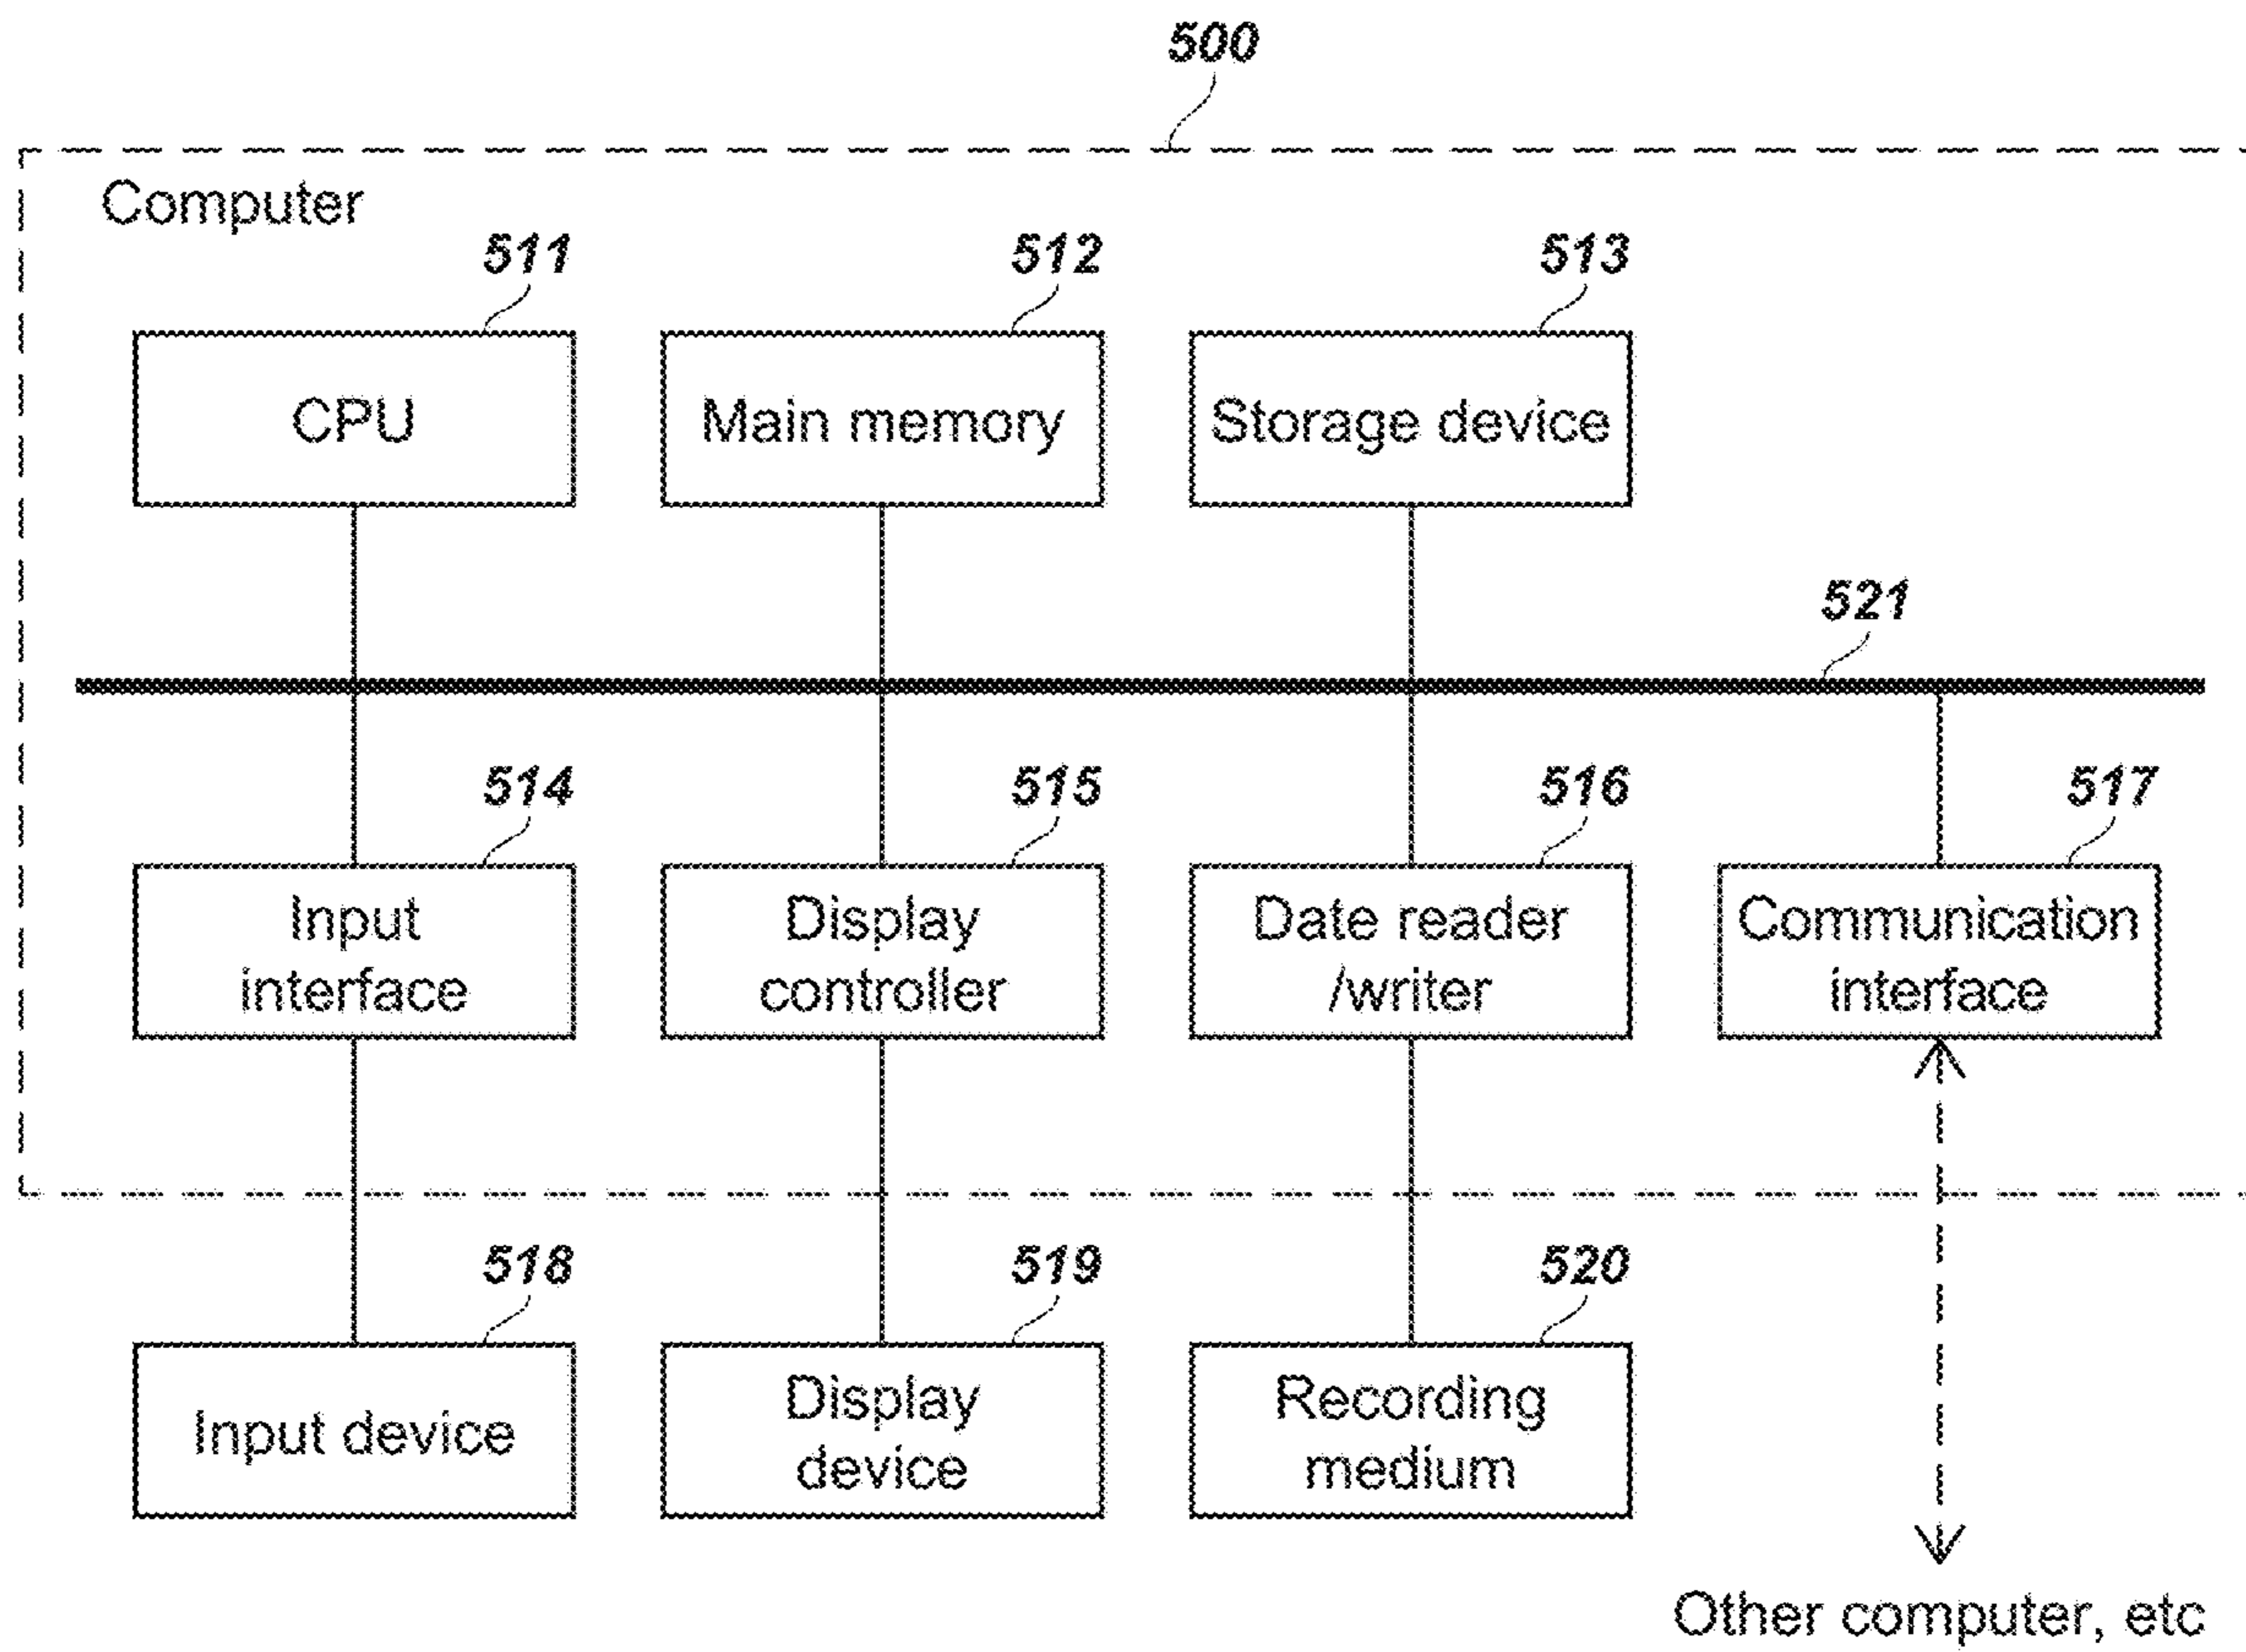 500
Computer
511
512
513
CPU
Main memory
Storage device
521
514
515
516
517
Input
interface
Display
controller
Date reader
/writer
Communication
interface
518
519
520
Input device
Display
device
Recording
medium
Other computer, etc